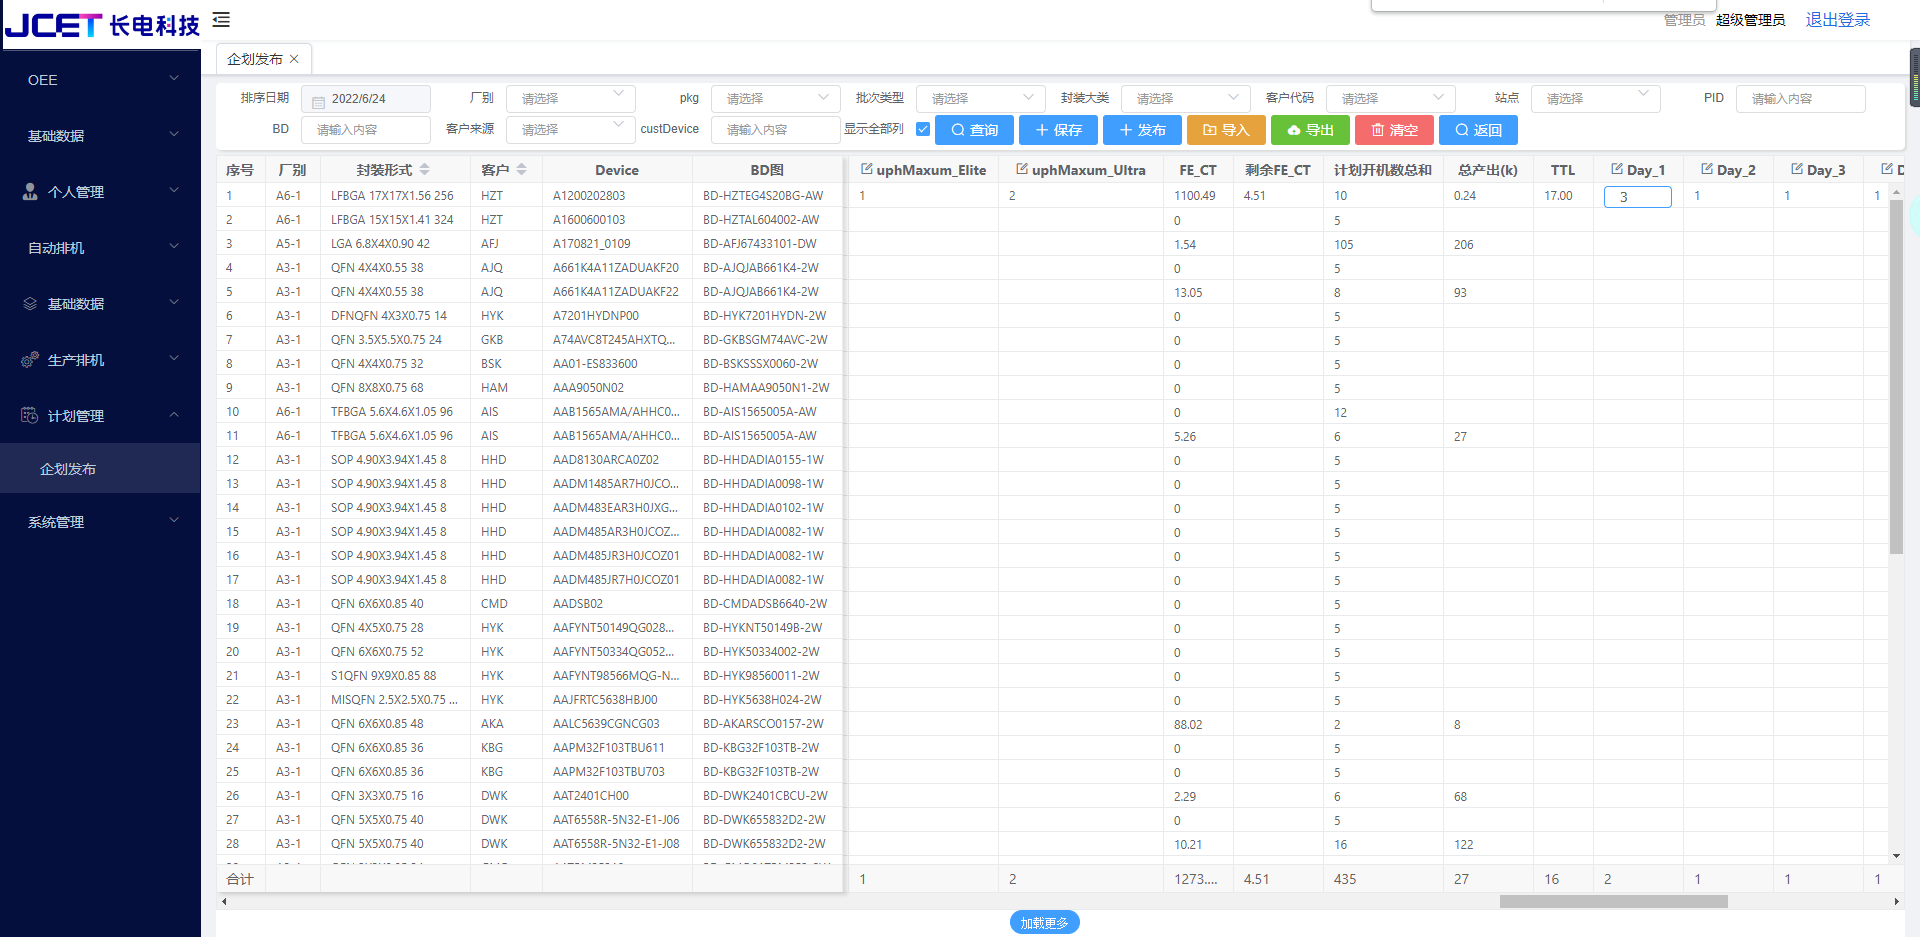 JCET 长电科技
管理员 超级管理员 退出登录
OEE
基础数据
个人管理
自动排机
基础数据
生产排机
计划管理
企划发布
系统管理
企划发布
排序日期 2022/6/24 厂别 请选择 pkg 请选择 批次类型 请选择 封装大类 请选择 客户代码 请选择 站点 请选择 PID 请输入内容
BD 请输入内容 客户来源 请选择 custDevice 请输入内容 显示全部列 查询 保存 发布 导入 导出 清空 返回
序号 厂别 封装形式 客户 Device BD图 uphMaxum_Elite uphMaxum_Ultra FE_CT 剩余FE_CT 计划开机数总和 总产出(k) TTL Day_1 Day_2 Day_3
1 A6-1 LFBGA 17X17X1.56 256 HZT A1200202803 BD-HZTEG4S20BG-AW 1 2 1100.49 4.51 10 0.24 17.00 3 1 1 1
2 A6-1 LFBGA 15X15X1.41 324 HZT A1600600103 BD-HZTAL604002-AW 0 5
3 A5-1 LGA 6.8X4X0.90 42 AFJ A170821_0109 BD-AFJ67433101-DW 1.54 105 206
4 A3-1 QFN 4X4X0.55 38 AJQ A661K4A11ZADUAKF20 BD-AJQJAB661K4-2W 0 5
5 A3-1 QFN 4X4X0.55 38 AJQ A661K4A11ZADUAKF22 BD-AJQJAB661K4-2W 13.05 8 93
6 A3-1 DFNQFN 4X3X0.75 14 HYK A7201HYDNP00 BD-HYK7201HYDN-2W 0 5
7 A3-1 QFN 3.5X5.5X0.75 24 GKB A74AVC8T245AHXTQ... BD-GKBSGM74AVC-2W 0 5
8 A3-1 QFN 4X4X0.75 32 BSK AA01-ES833600 BD-BSKSSSX0060-2W 0 5
9 A3-1 QFN 8X8X0.75 68 HAM AAA9050N02 BD-HAMAA9050N1-2W 0 5
10 A6-1 TFBGA 5.6X4.6X1.05 96 AIS AAB1565AMA/AHHC0... BD-AIS1565005A-AW 0 12
11 A6-1 TFBGA 5.6X4.6X1.05 96 AIS AAB1565AMA/AHHC0... BD-AIS1565005A-AW 5.26 6 27
12 A3-1 SOP 4.90X3.94X1.45 8 HHD AAD8130ARCA0Z02 BD-HHDADIA0155-1W 0 5
13 A3-1 SOP 4.90X3.94X1.45 8 HHD AADM1485AR7H0JCO... BD-HHDADIA0098-1W 0 5
14 A3-1 SOP 4.90X3.94X1.45 8 HHD AADM483EAR3H0JXG... BD-HHDADIA0102-1W 0 5
15 A3-1 SOP 4.90X3.94X1.45 8 HHD AADM485AR3H0JCOZ... BD-HHDADIA0082-1W 0 5
16 A3-1 SOP 4.90X3.94X1.45 8 HHD AADM485JR3H0JCOZ01 BD-HHDADIA0082-1W 0 5
17 A3-1 SOP 4.90X3.94X1.45 8 HHD AADM485JR7H0JCOZ01 BD-HHDADIA0082-1W 0 5
18 A3-1 QFN 6X6X0.85 40 CMD AADSB02 BD-CMDADSB6640-2W 0 5
19 A3-1 QFN 4X5X0.75 28 HYK AAFYNT50149QG028... BD-HYKNT50149B-2W 0 5
20 A3-1 QFN 6X6X0.75 52 HYK AAFYNT50334QG052... BD-HYK50334002-2W 0 5
21 A3-1 S1QFN 9X9X0.85 88 HYK AAFYNT98566MQG-N... BD-HYK98560011-2W 0 5
22 A3-1 MISQFN 2.5X2.5X0.75 ... HYK AAJFRTC5638HBJ00 BD-HYK5638H024-2W 0 5
23 A3-1 QFN 6X6X0.85 48 AKA AALC5639CGNCG03 BD-AKARSCO0157-2W 88.02 2 8
24 A3-1 QFN 6X6X0.85 36 KBG AAPM32F103TBU611 BD-KBG32F103TB-2W 0 5
25 A3-1 QFN 6X6X0.85 36 KBG AAPM32F103TBU703 BD-KBG32F103TB-2W 0 5
26 A3-1 QFN 3X3X0.75 16 DWK AAT2401CH00 BD-DWK2401CBCU-2W 2.29 6 68
27 A3-1 QFN 5X5X0.75 40 DWK AAT6558R-5N32-E1-J06 BD-DWK655832D2-2W 0 5
28 A3-1 QFN 5X5X0.75 40 DWK AAT6558R-5N32-E1-J08 BD-DWK655832D2-2W 10.21 16 122
合计 1 2 1273.... 4.51 435 27 16 2 1 1 1
加载更多